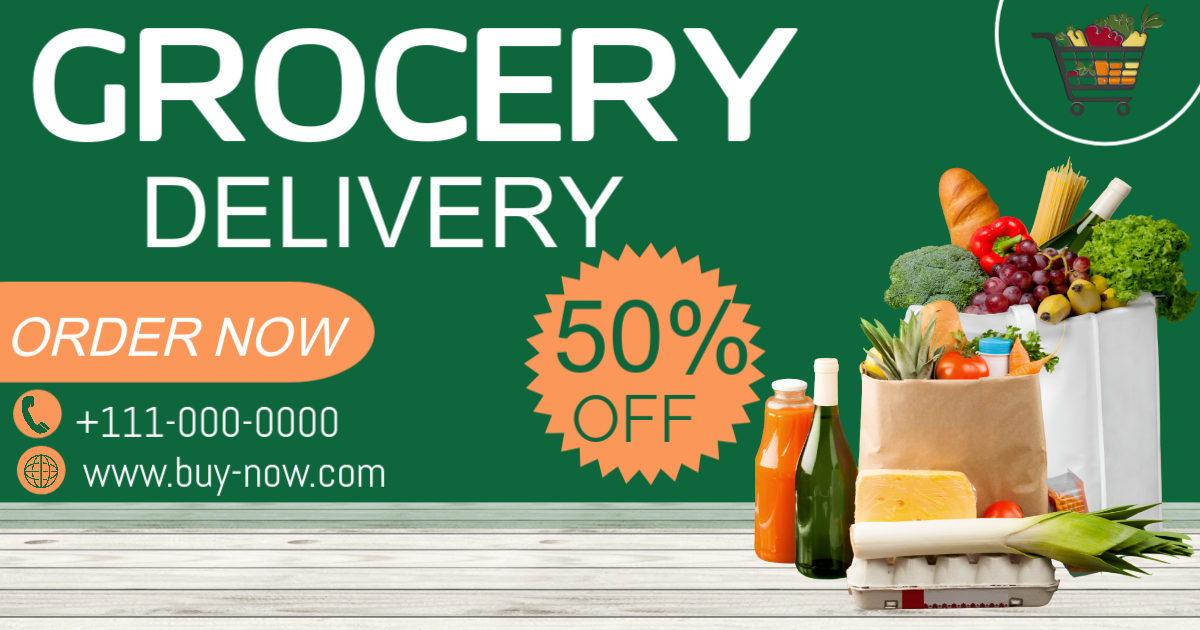 GROCERY
DELIVERY
ORDER NOW
50%
OFF
+111-000-0000
www.buy-now.com